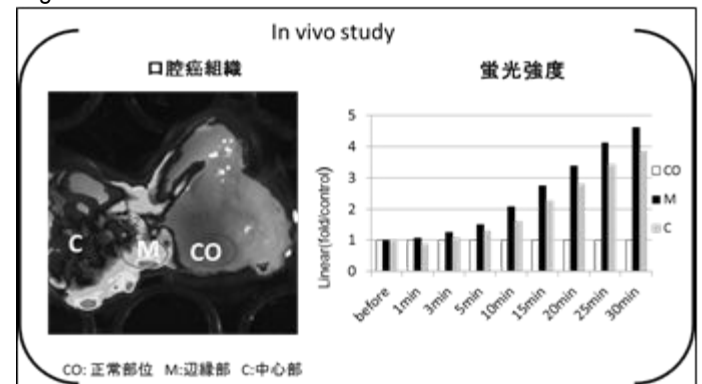 In vivo study
口腔癌組織
蛍光強度
C
M
CO
Linear(fold/control)
5
4
3
2
1
0
before
1min
3min
5min
10min
15min
20min
25min
30min
CO
M
C
CO: 正常部位 M:辺縁部 C:中心部